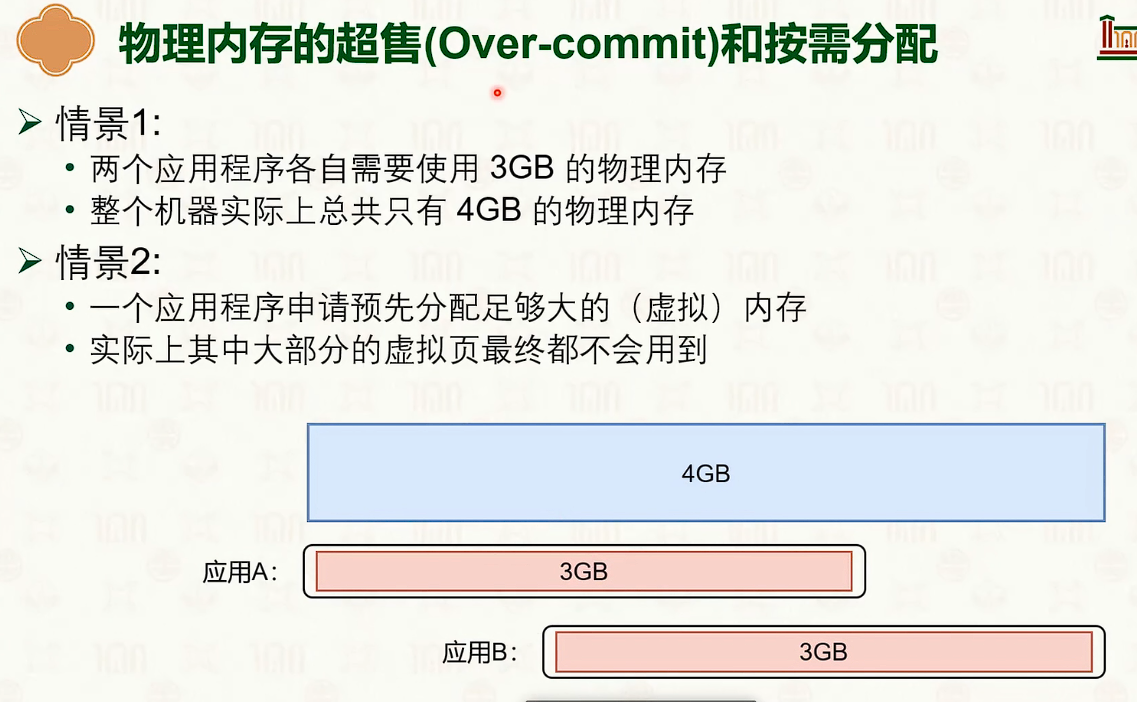 物理内存的超售(Over-commit)和按需分配
情景1:
两个应用程序各自需要使用 3GB 的物理内存
整个机器实际上总共只有 4GB 的物理内存
情景2:
一个应用程序申请预先分配足够大的（虚拟）内存
实际上其中大部分的虚拟页最终都不会用到
4GB
应用A：
3GB
应用B：
3GB